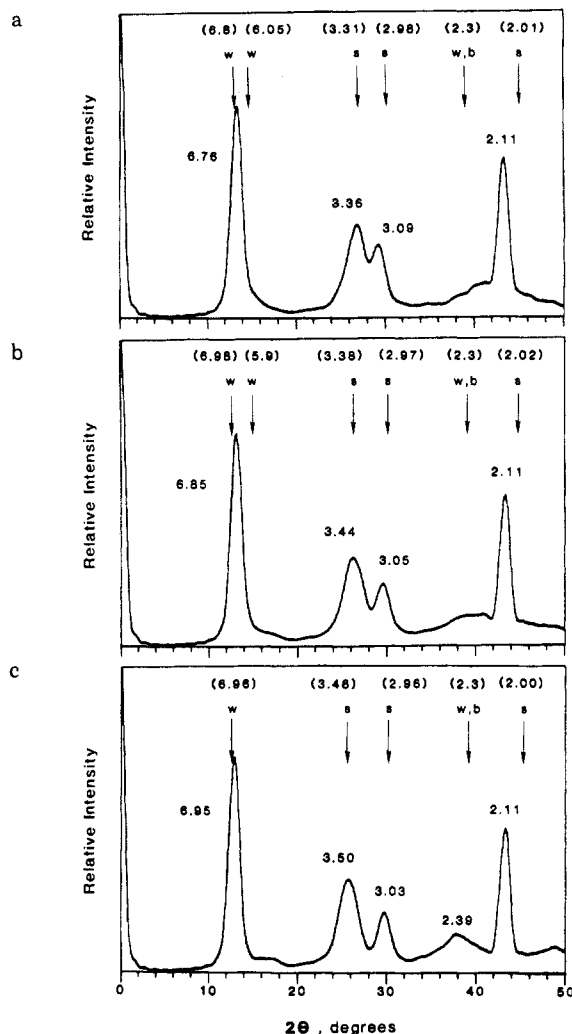 a
(6.8) (6.05) (3.31) (2.98) (2.3) (2.01)
w w s s w,b s
6.76
3.36
3.09
2.11
Relative Intensity
b
(6.98) (5.9) (3.38) (2.97) (2.3) (2.02)
w w s s w,b s
6.85
3.44
3.05
2.11
Relative Intensity
c
(6.96) (3.46) (2.96) (2.3) (2.00)
w s s w,b s
6.95
3.50
3.03
2.39
2.11
Relative Intensity
0 10 20 30 40 50
2Θ , degrees